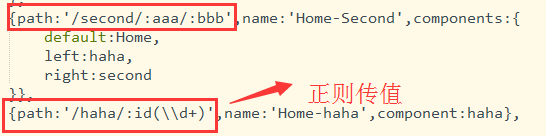 },
{path:'/second/:aaa/:bbb',name:'Home-Second',components:{
default:Home,
left:haha,
right:second
}},
正则传值
{path:'/haha/:id(\\d+)',name:'Home-haha',component:haha},